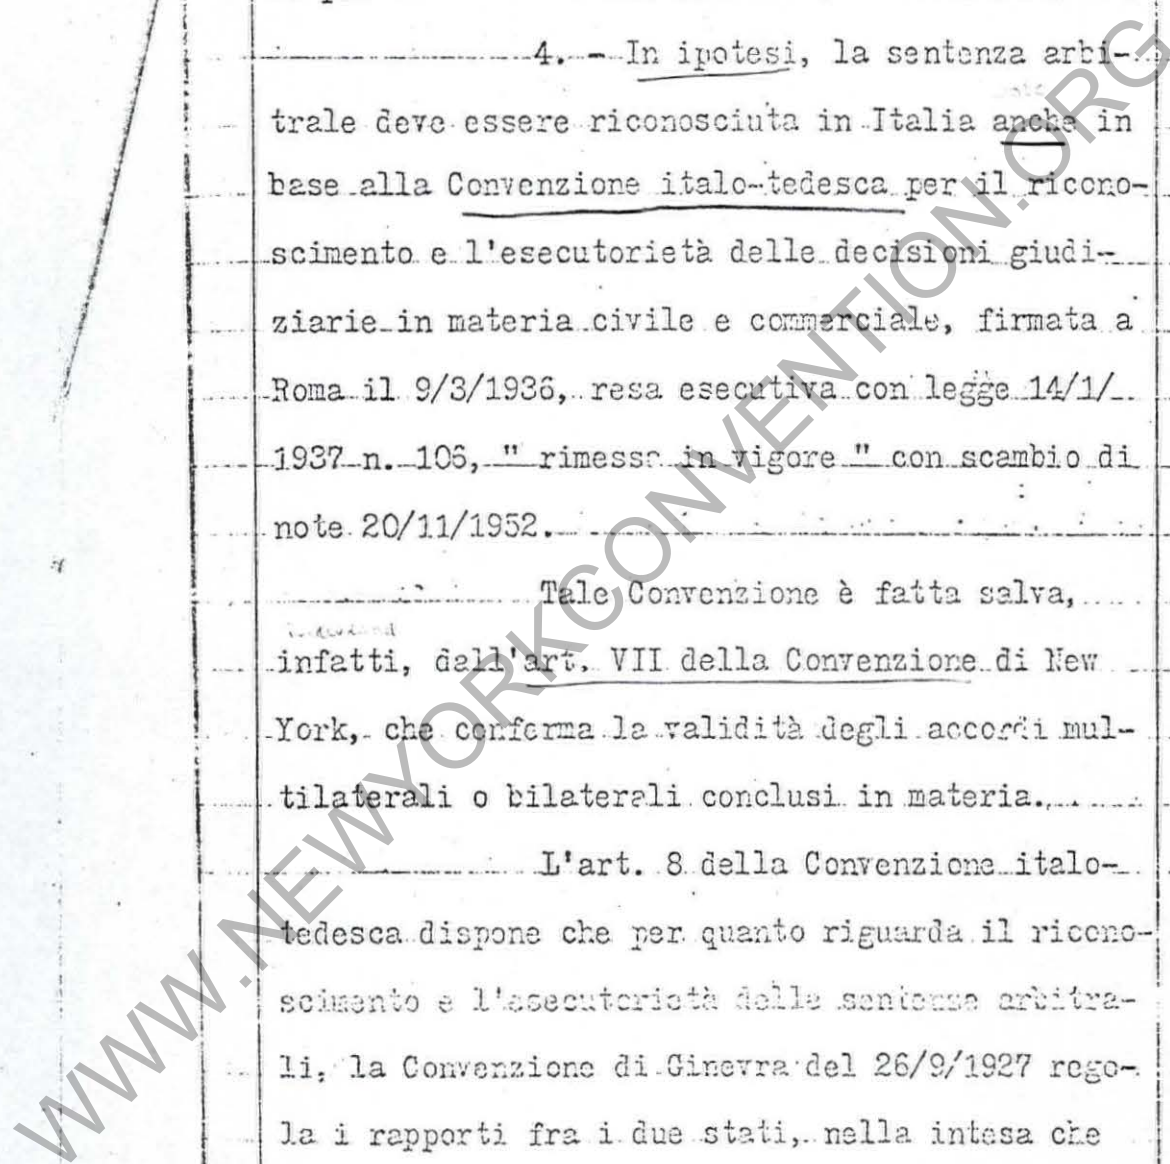 4. - In ipotesi, la sentenza arbi-
trale deve essere riconosciuta in Italia anche in
base alla Convenzione italo-tedesca per il ricono-
scimento e l'esecutorietà delle decisioni giudi-
ziarie in materia civile e commerciale, firmata a
Roma il 9/3/1936, resa esecutiva con legge 14/1/
1937 n. 106, " rimessa in vigore " con scambio di
note 20/11/1952.
Tale Convenzione è fatta salva,
infatti, dall'art. VII della Convenzione di New
York, che conferma la validità degli accordi mul-
tilaterali o bilaterali conclusi in materia.
L'art. 8 della Convenzione italo-
tedesca dispone che per quanto riguarda il ricono-
scimento e l'esecutorietà delle sentenze arbitra-
li, la Convenzione di Ginevra del 26/9/1927 rego-
la i rapporti fra i due stati, nella intesa che
WWW.NEWYORKCONVENTION.ORG